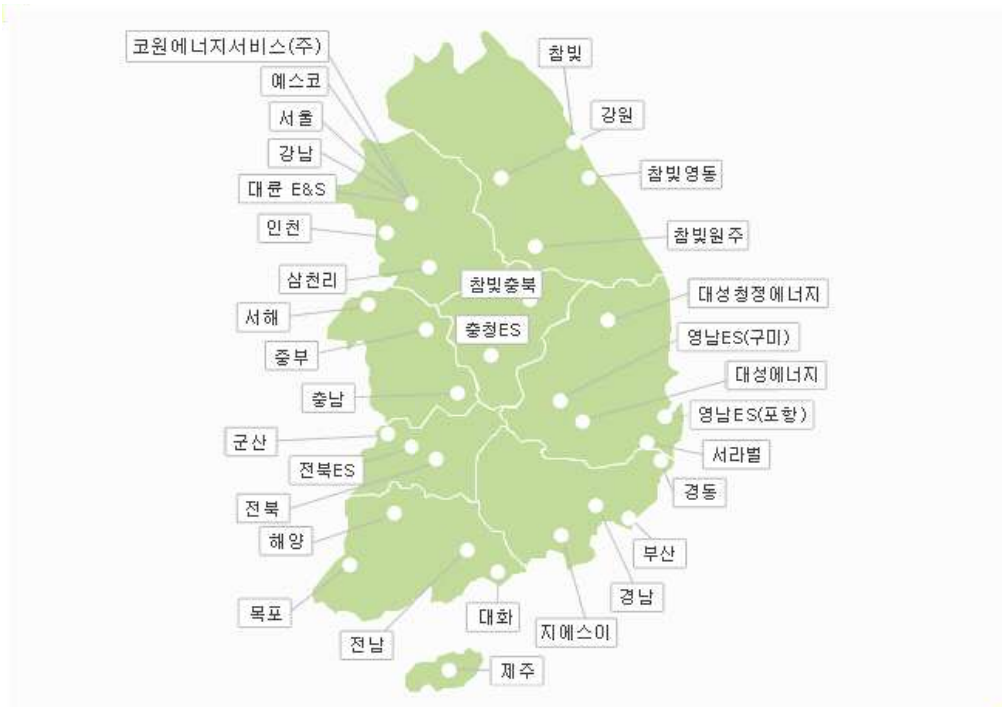 코원에너지서비스(주)
참빛
예스코
서울
강원
강남
참빛영동
대륜 E&S
인천
참빛원주
삼천리
참빛충북
대성청정에너지
서해
충청ES
영남ES(구미)
중부
대성에너지
충남
영남ES(포항)
군산
서라벌
전북ES
경동
전북
해양
부산
목포
경남
대화
지에스이
전남
제주